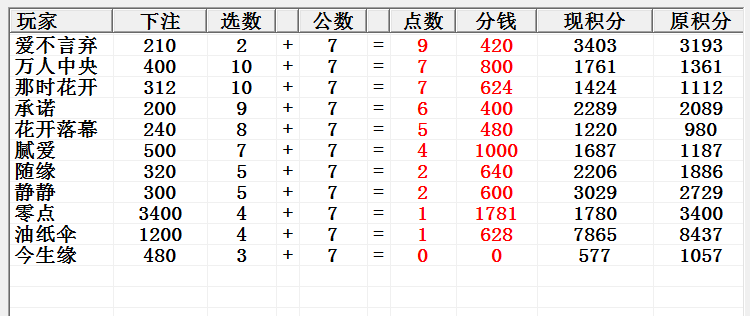 玩家 下注 选数 公数 点数 分钱 现积分 原积分
爱不言弃 210 2 + 7 = 9 420 3403 3193
万人中央 400 10 + 7 = 7 800 1761 1361
那时花开 312 10 + 7 = 7 624 1424 1112
承诺 200 9 + 7 = 6 400 2289 2089
花开落幕 240 8 + 7 = 5 480 1220 980
腻爱 500 7 + 7 = 4 1000 1687 1187
随缘 320 5 + 7 = 2 640 2206 1886
静静 300 5 + 7 = 2 600 3029 2729
零点 3400 4 + 7 = 1 1781 1780 3400
油纸伞 1200 4 + 7 = 1 628 7865 8437
今生缘 480 3 + 7 = 0 0 577 1057